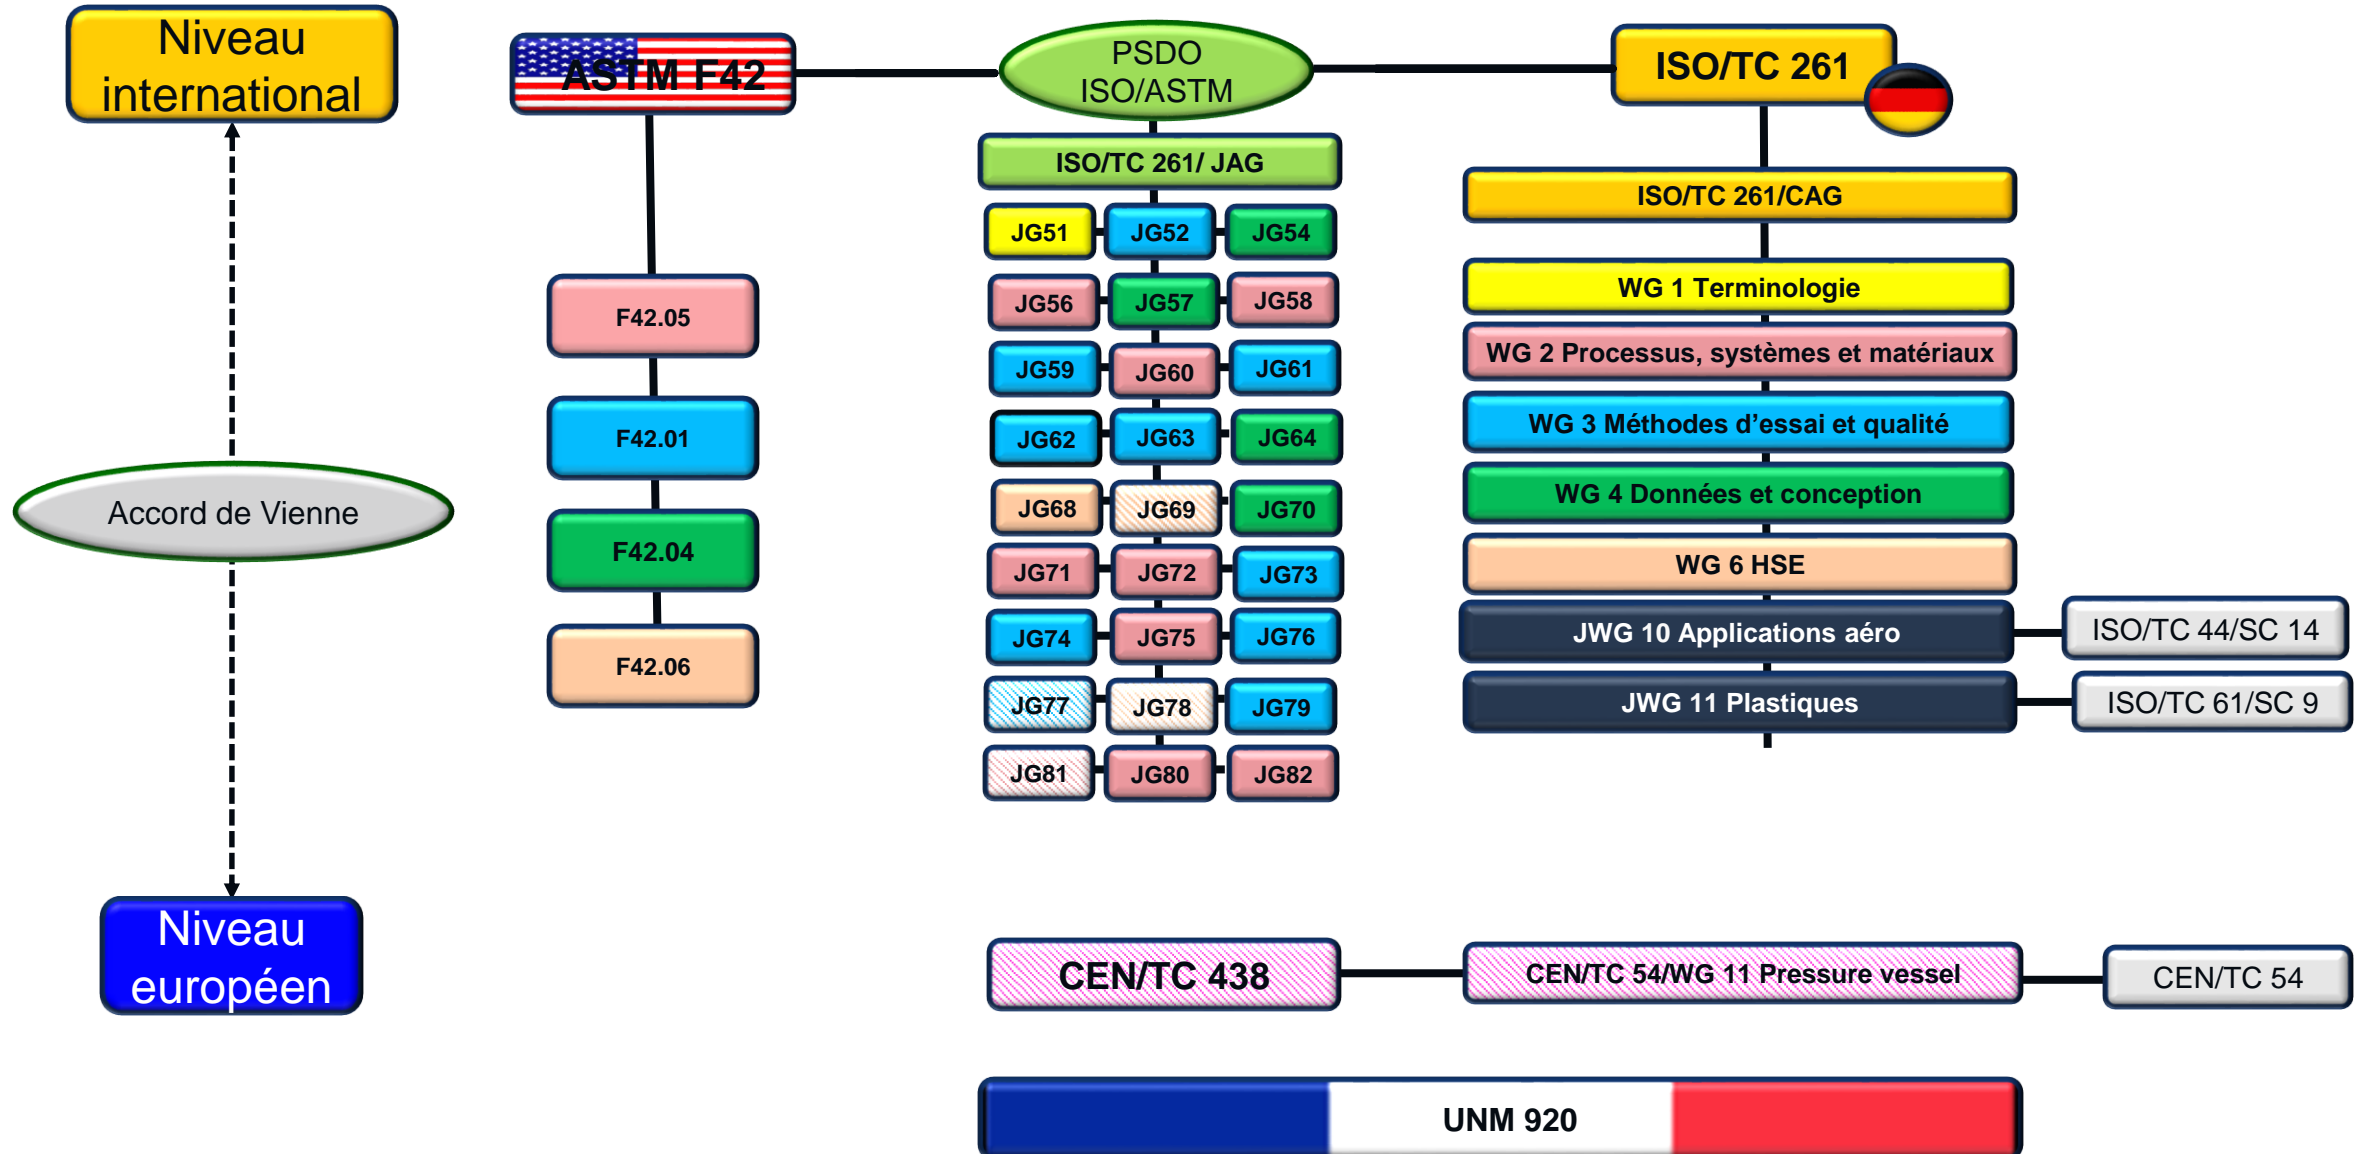 Niveau
international
Accord de Vienne
Niveau
européen
ASTM F42
F42.05
F42.01
F42.04
F42.06
PSDO
ISO/ASTM
ISO/TC 261/ JAG
JG51 JG52 JG54
JG56 JG57 JG58
JG59 JG60 JG61
JG62 JG63 JG64
JG68 JG69 JG70
JG71 JG72 JG73
JG74 JG75 JG76
JG77 JG78 JG79
JG81 JG80 JG82
ISO/TC 261
ISO/TC 261/CAG
WG 1 Terminologie
WG 2 Processus, systèmes et matériaux
WG 3 Méthodes d’essai et qualité
WG 4 Données et conception
WG 6 HSE
JWG 10 Applications aéro
ISO/TC 44/SC 14
JWG 11 Plastiques
ISO/TC 61/SC 9
CEN/TC 438
CEN/TC 54/WG 11 Pressure vessel
CEN/TC 54
UNM 920